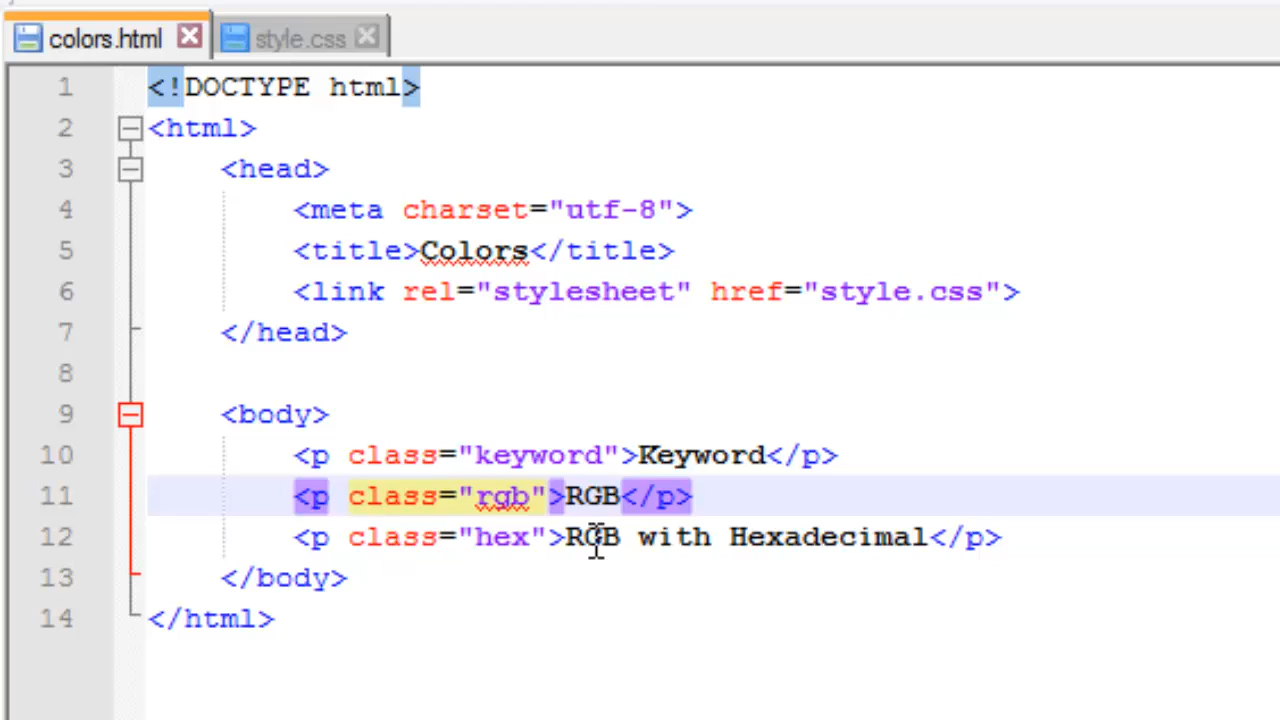 colors.html style.css
1 <!DOCTYPE html>
2 <html>
3 <head>
4 <meta charset="utf-8">
5 <title>Colors</title>
6 <link rel="stylesheet" href="style.css">
7 </head>
8
9 <body>
10 <p class="keyword">Keyword</p>
11 <p class="rgb">RGB</p>
12 <p class="hex">RGB with Hexadecimal</p>
13 </body>
14 </html>